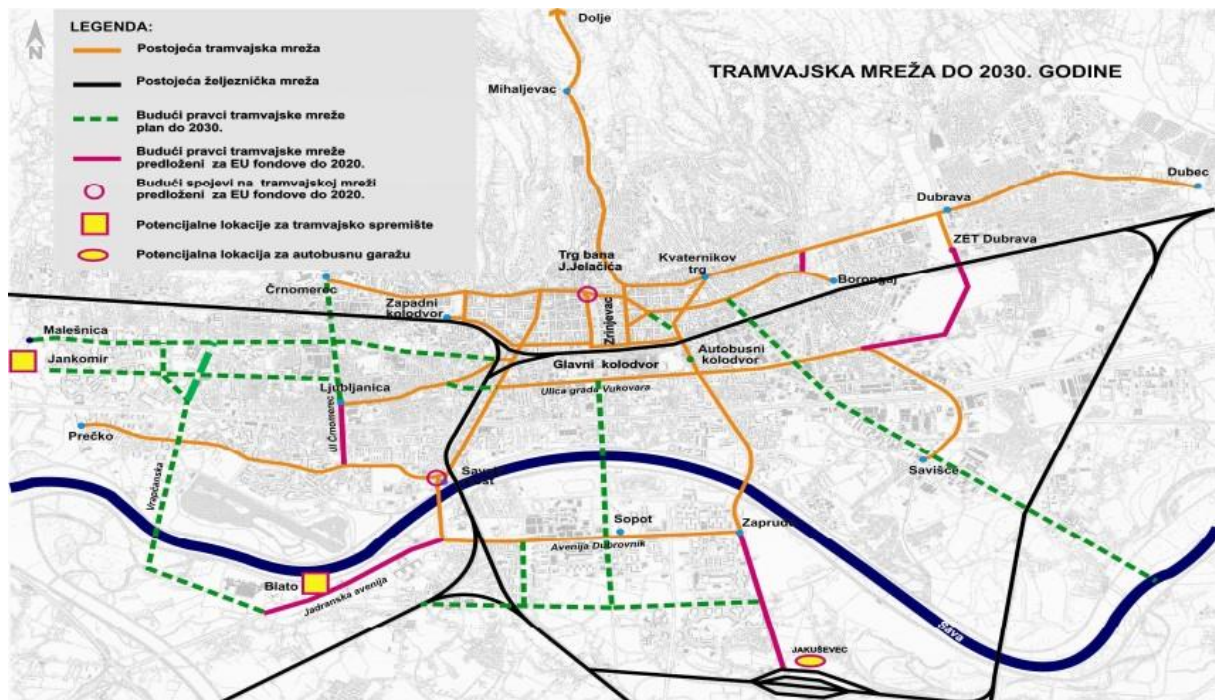 LEGENDA:
Postojeća tramvajska mreža
Postojeća željeznička mreža
Budući pravci tramvajske mreže
plan do 2030.
Budući pravci tramvajske mreže
predloženi za EU fondove do 2020.
Budući spojevi na tramvajskoj mreži
predloženi za EU fondove do 2020.
Potencijalne lokacije za tramvajsko spremište
Potencijalna lokacija za autobusnu garažu
N
TRAMVAJSKA MREŽA DO 2030. GODINE
Dolje
Mihaljevac
Dubec
Dubrava
ZET Dubrava
Trg bana
J.Jelačića
Kvaternikov
trg
Borongaj
Črnomerec
Zapadni
kolodvor
Zrinjevac
Malešnica
Jankomir
Glavni kolodvor
Autobusni
kolodvor
Ljubljanica
Ulica grada Vukovara
Ul Črnomerec
Prečko
Vrapčanska
Savišće
Sopot
Zaprud
Avenija Dubrovnik
Blato
Jadranska avenija
JAKUŠEVEC
Sava